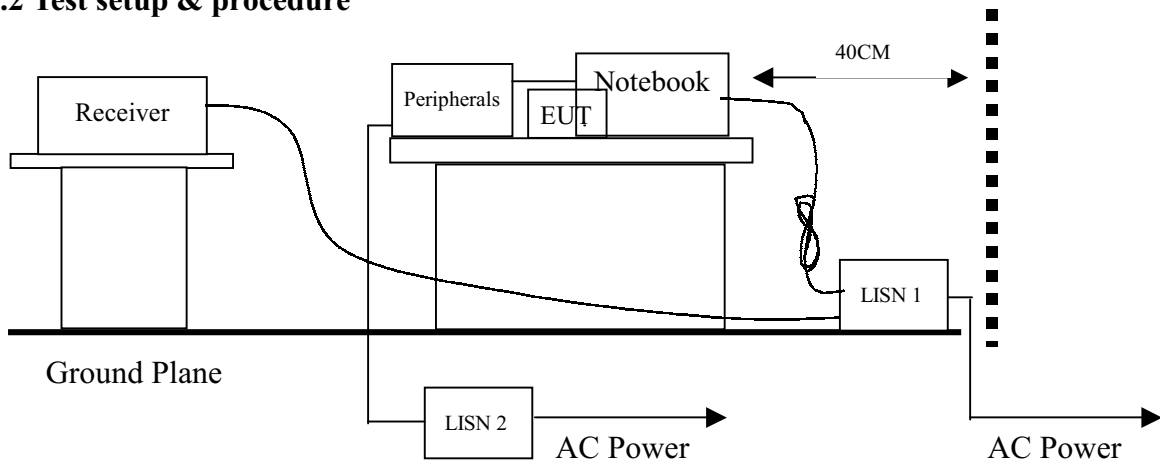 .2 Test setup & procedure
40CM
Notebook
Peripherals
Receiver
EUT
LISN 1
Ground Plane
LISN 2
AC Power
AC Power